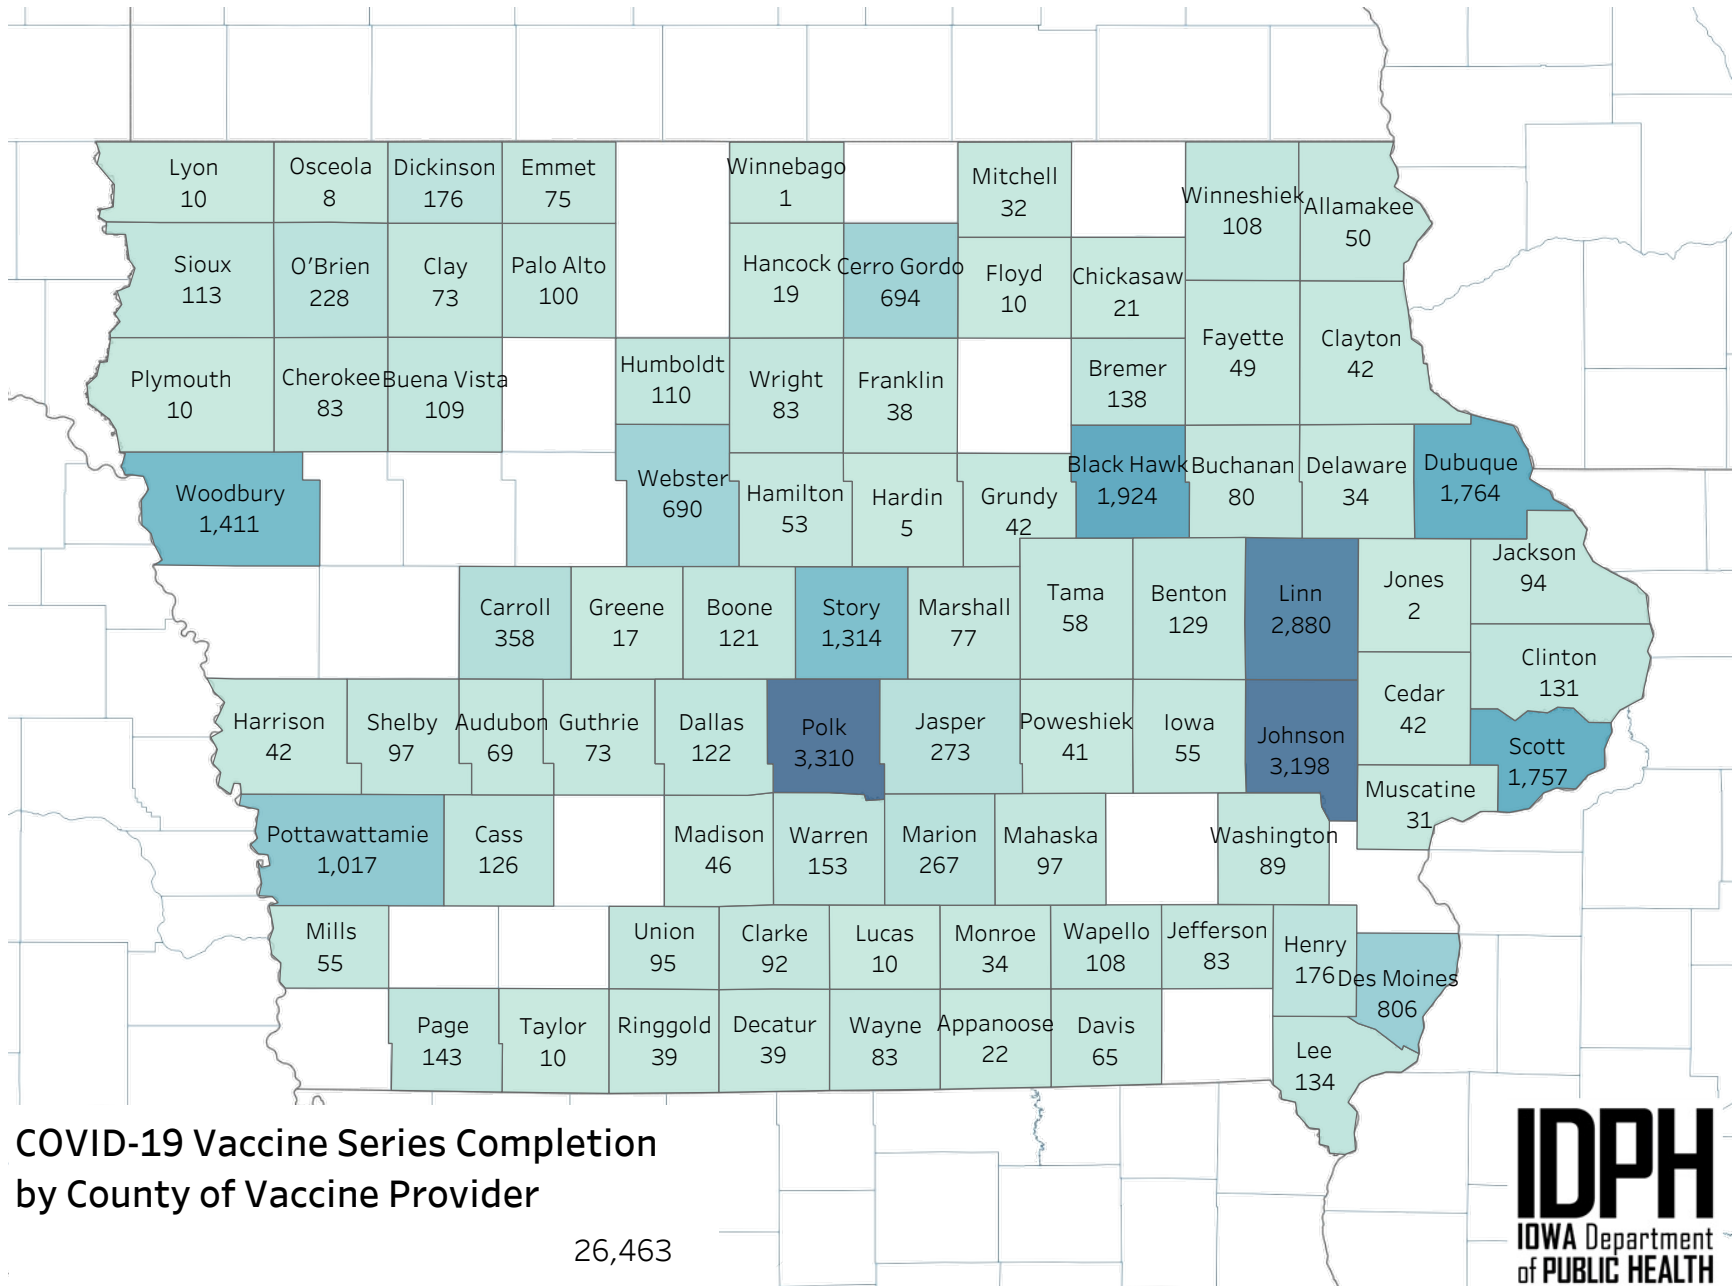 Lyon
10
Osceola
8
Dickinson
176
Emmet
75
Winnebago
1
Mitchell
32
Winneshiek
108
Allamakee
50
Sioux
113
O'Brien
228
Clay
73
Palo Alto
100
Hancock
19
Cerro Gordo
694
Floyd
10
Chickasaw
21
Fayette
49
Clayton
42
Plymouth
10
Cherokee
83
Buena Vista
109
Humboldt
110
Wright
83
Franklin
38
Bremer
138
Woodbury
1,411
Webster
690
Hamilton
53
Hardin
5
Grundy
42
Black Hawk
1,924
Buchanan
80
Delaware
34
Dubuque
1,764
Jackson
94
Carroll
358
Greene
17
Boone
121
Story
1,314
Marshall
77
Tama
58
Benton
129
Linn
2,880
Jones
2
Clinton
131
Harrison
42
Shelby
97
Audubon
69
Guthrie
73
Dallas
122
Polk
3,310
Jasper
273
Poweshiek
41
Iowa
55
Johnson
3,198
Cedar
42
Scott
1,757
Muscatine
31
Pottawattamie
1,017
Cass
126
Madison
46
Warren
153
Marion
267
Mahaska
97
Washington
89
Mills
55
Union
95
Clarke
92
Lucas
10
Monroe
34
Wapello
108
Jefferson
83
Henry
176
Des Moines
806
Page
143
Taylor
10
Ringgold
39
Decatur
39
Wayne
83
Appanoose
22
Davis
65
Lee
134
COVID-19 Vaccine Series Completion
by County of Vaccine Provider
26,463
IDPH
IOWA Department
of PUBLIC HEALTH